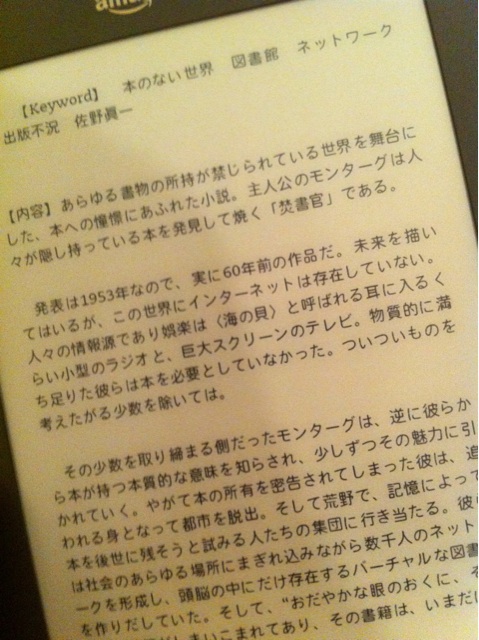 【Keyword】　本のない世界　図書館　ネットワーク
出版不況　佐野眞一
【内容】あらゆる書物の所持が禁じられている世界を舞台に
した、本への憧憬にあふれた小説。主人公のモンターグは人
々が隠し持っている本を発見して焼く「焚書官」である。
発表は1953年なので、実に60年前の作品だ。未来を描い
てはいるが、この世界にインターネットは存在していない。
人々の情報源であり娯楽は〈海の貝〉と呼ばれる耳に入るく
らい小型のラジオと、巨大スクリーンのテレビ。物質的に満
ち足りた彼らは本を必要としていなかった。ついついものを
考えたがる少数を除いては。
その少数を取り締まる側だったモンターグは、逆に彼らか
ら本が持つ本質的な意味を知らされ、少しずつその魅力に引
かれていく。やがて本の所有を密告されてしまった彼は、追
われる身となって都市を脱出。そして荒野で、記憶によって
本を後世に残そうと試みる人たちの集団に行き当たる。彼ら
は社会のあらゆる場所にまぎれ込みながら数千人のネットワ
ークを形成し、頭脳の中にだけ存在するバーチャルな図書
を作りだしていた。そして、“おだやかな眼のおくに、そ
しまいこまれてあり、その書籍は、いまだに